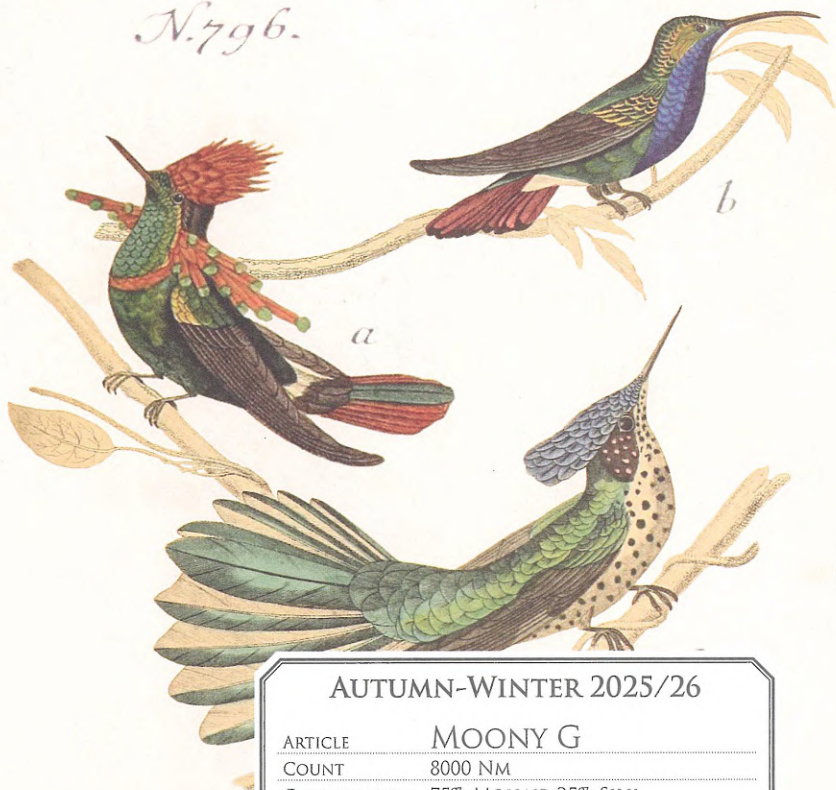 N.796.
b
a
AUTUMN-WINTER 2025/26
ARTICLE MOONY G
COUNT 8000 NM